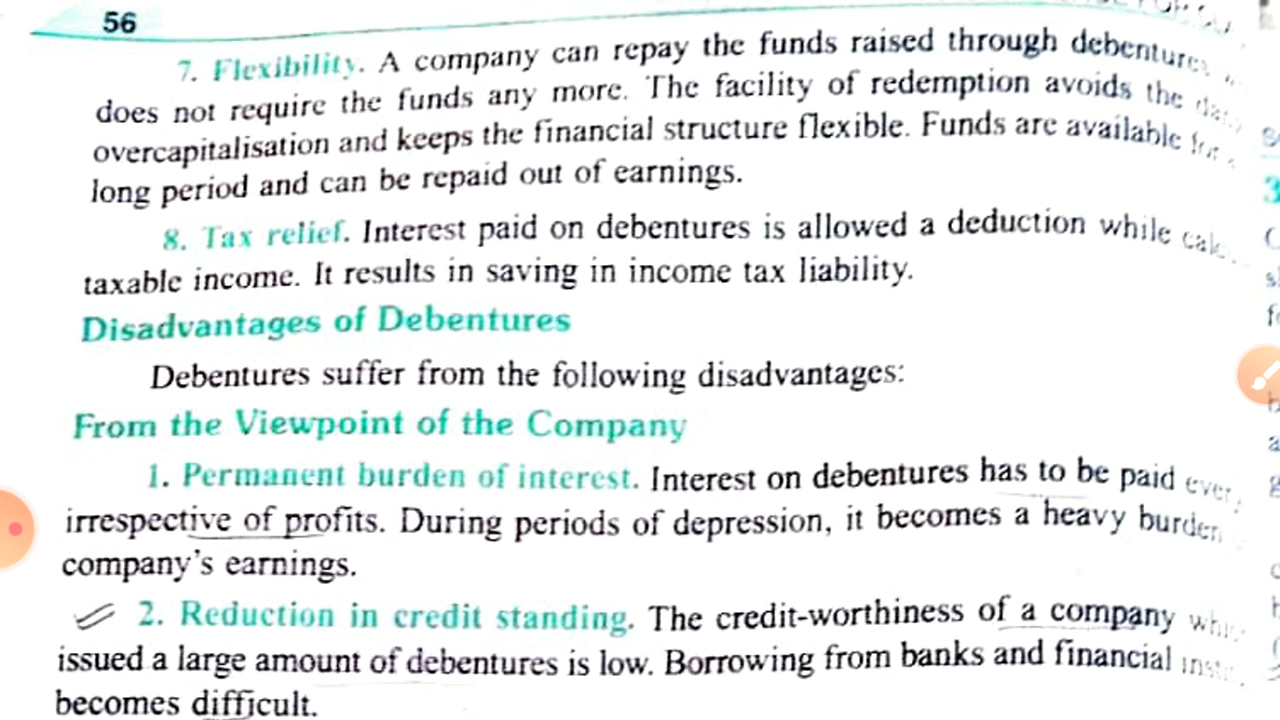 56
7. Flexibility. A company can repay the funds raised through debentures
does not require the funds any more. The facility of redemption avoids the
overcapitalisation and keeps the financial structure flexible. Funds are available for a
long period and can be repaid out of earnings.
8. Tax relief. Interest paid on debentures is allowed a deduction while
taxable income. It results in saving in income tax liability.
Disadvantages of Debentures
Debentures suffer from the following disadvantages:
From the Viewpoint of the Company
1. Permanent burden of interest. Interest on debentures has to be paid
irrespective of profits. During periods of depression, it becomes a heavy burden
company's earnings.
2. Reduction in credit standing. The credit-worthiness of a company
issued a large amount of debentures is low. Borrowing from banks and financial
becomes difficult.